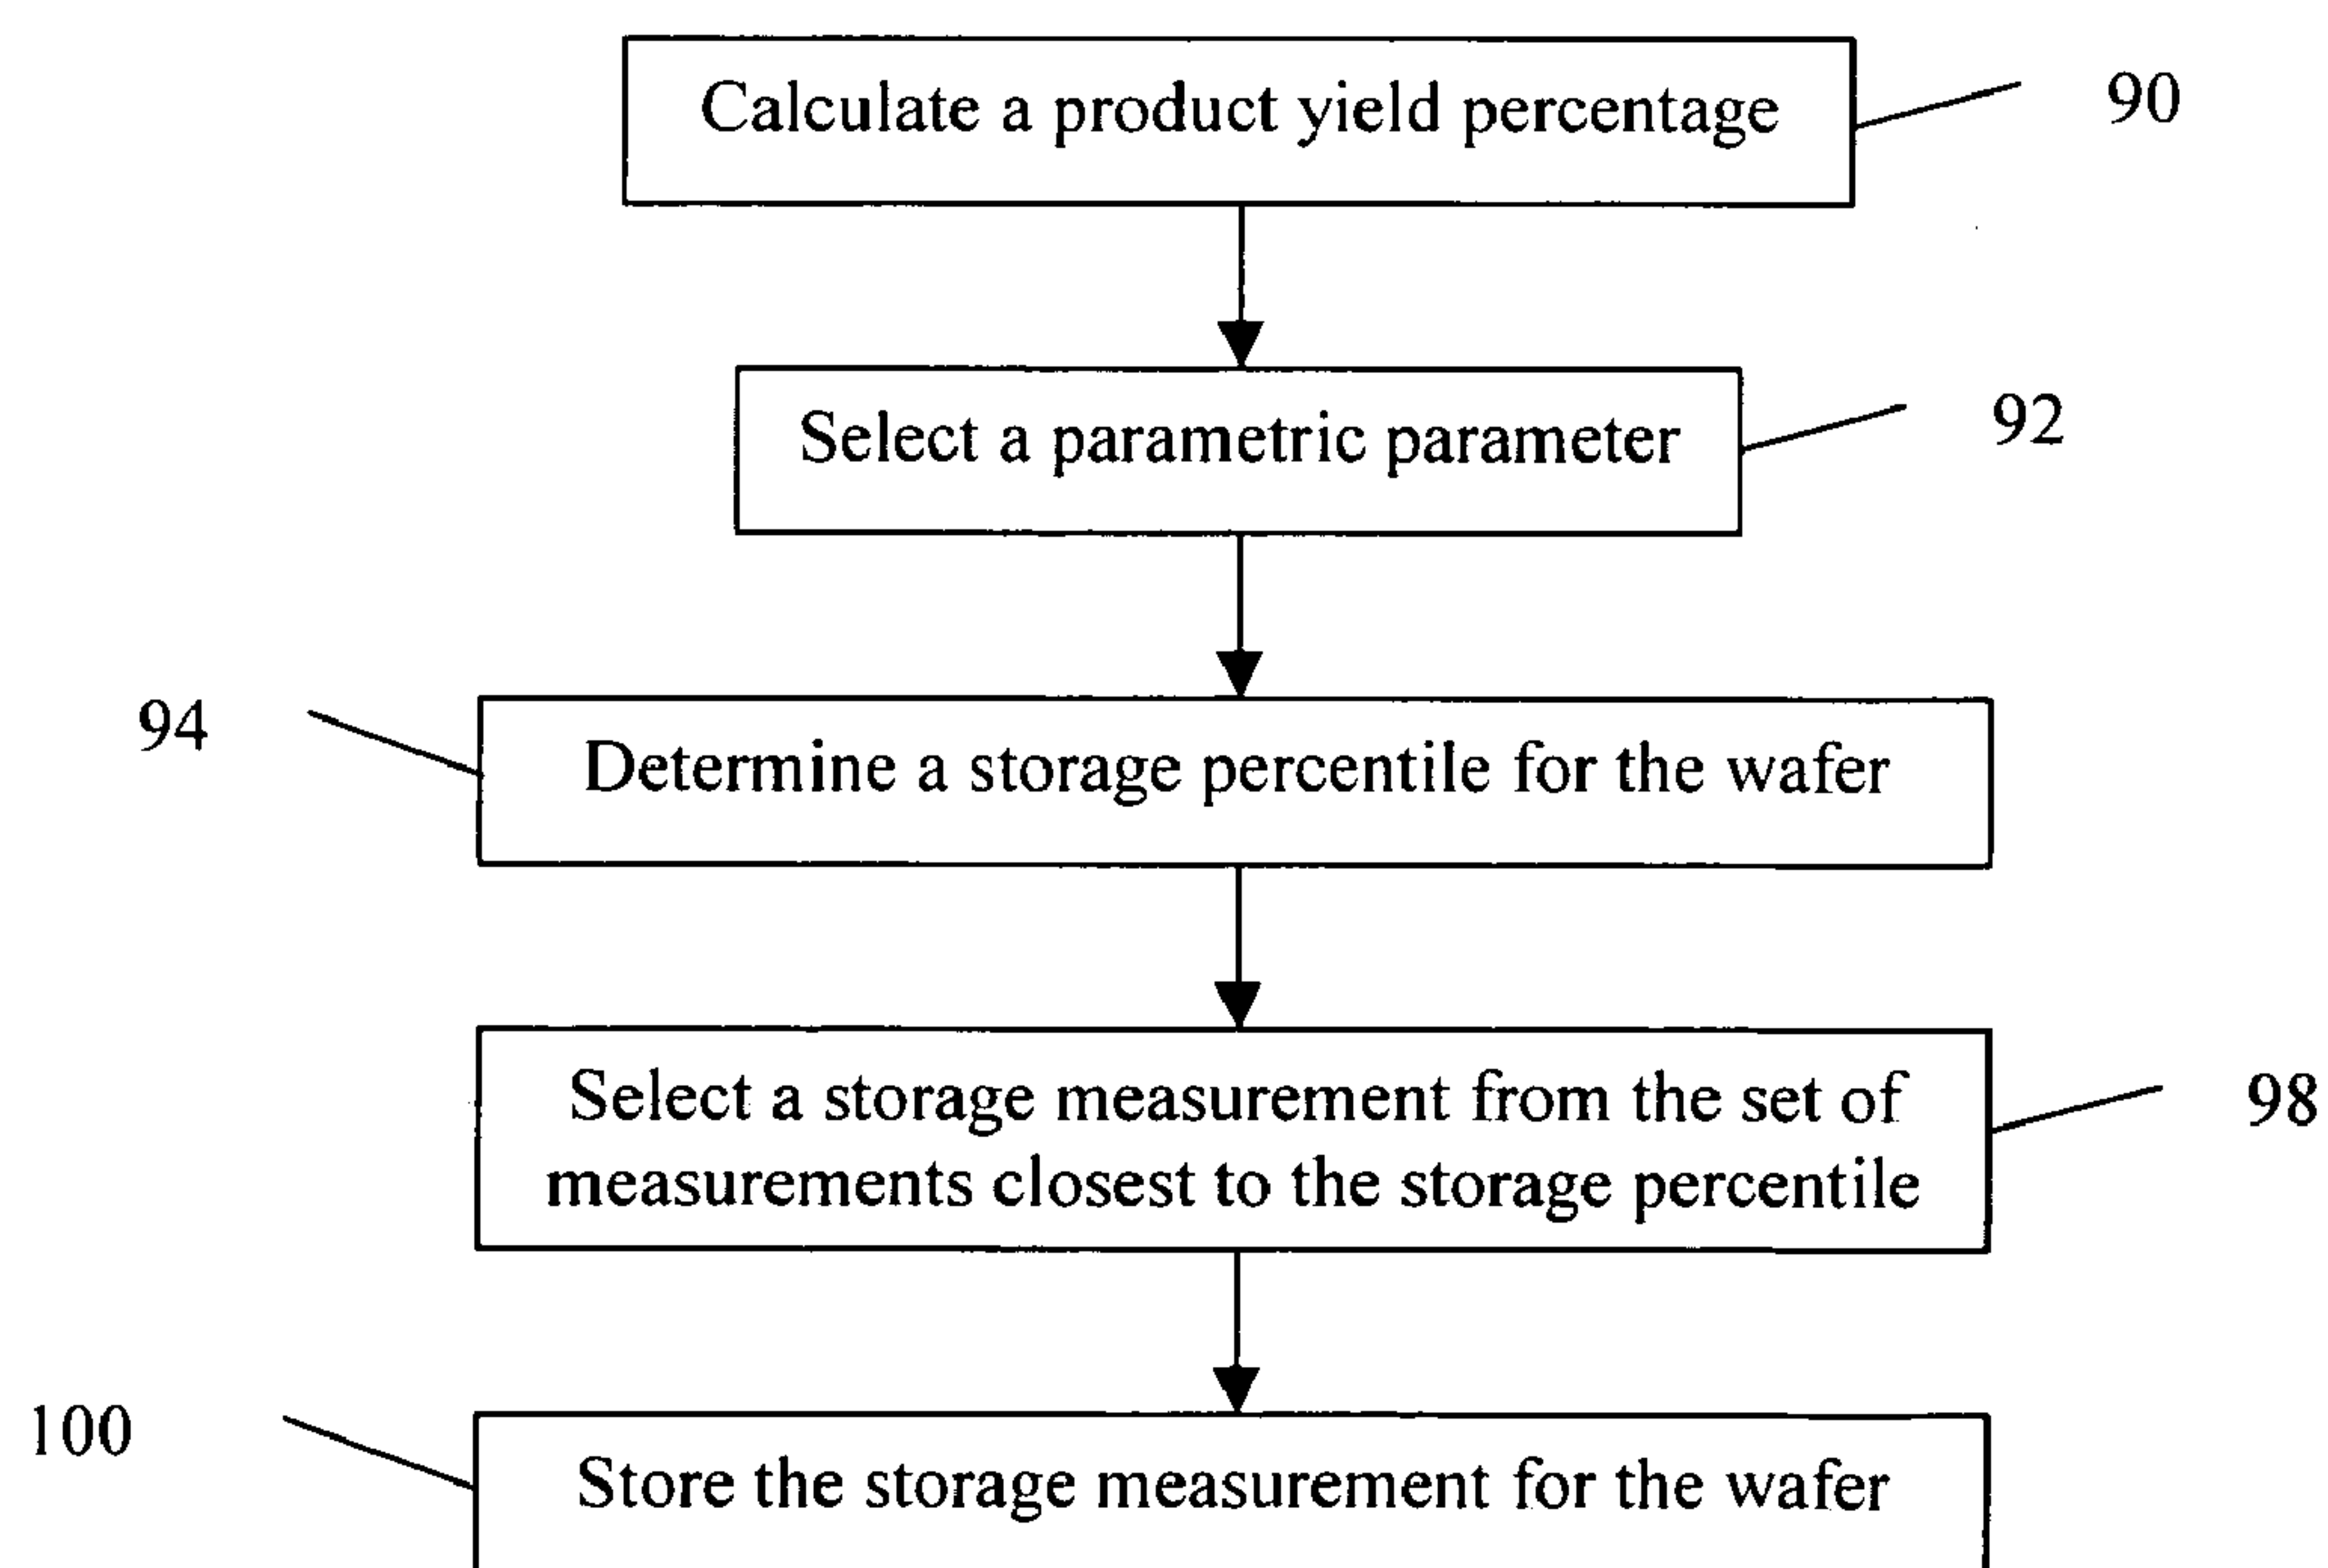 Calculate a product yield percentage
90
Select a parametric parameter
92
94
Determine a storage percentile for the wafer
Select a storage measurement from the set of
measurements closest to the storage percentile
98
100
Store the storage measurement for the wafer